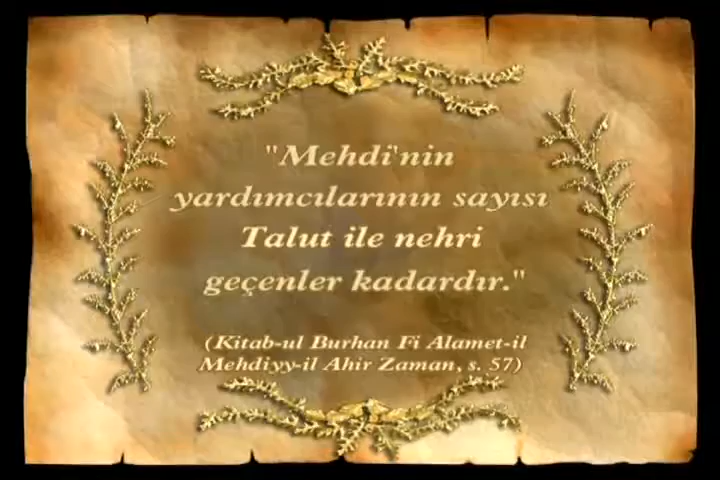 "Mehdi'nin
yardımcılarının sayısı
Talut ile nehri
geçenler kadardır."
(Kitab-ul Burhan Fi Alamet-il
Mehdiyy-il Ahir Zaman, s. 57)